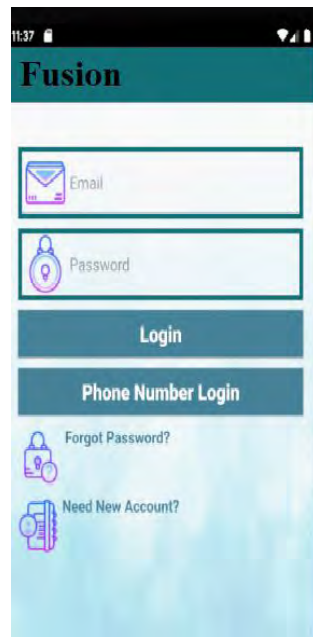 11:37
Fusion
Email
Password
Login
Phone Number Login
Forgot Password?
Need New Account?